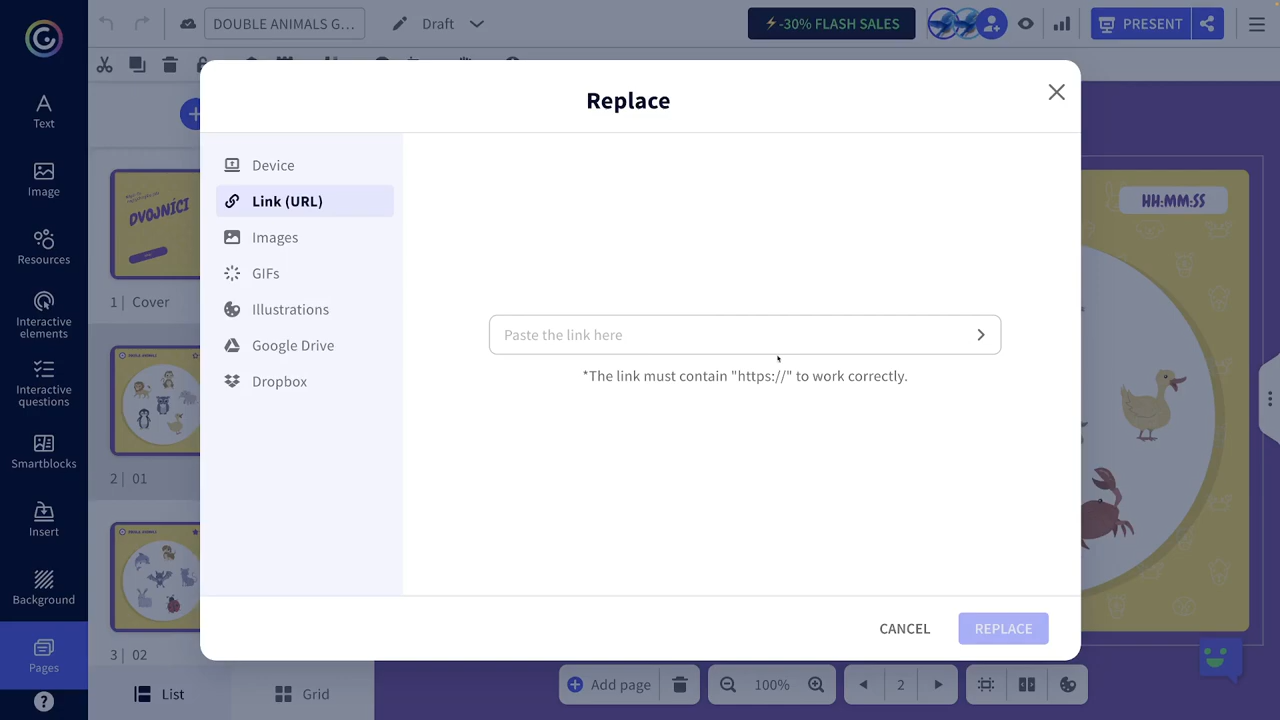 DOUBLE ANIMALS G...
Draft
⚡-30% FLASH SALES
PRESENT
Text
Image
Resources
Interactive
elements
Interactive
questions
Smartblocks
Insert
Background
Pages
DVOJNÍCI
1 | Cover
2 | 01
3 | 02
List
Grid
Replace
Device
Link (URL)
Images
GIFs
Illustrations
Google Drive
Dropbox
Paste the link here
*The link must contain "https://" to work correctly.
CANCEL
REPLACE
HH:MM:SS
Add page
100%
2